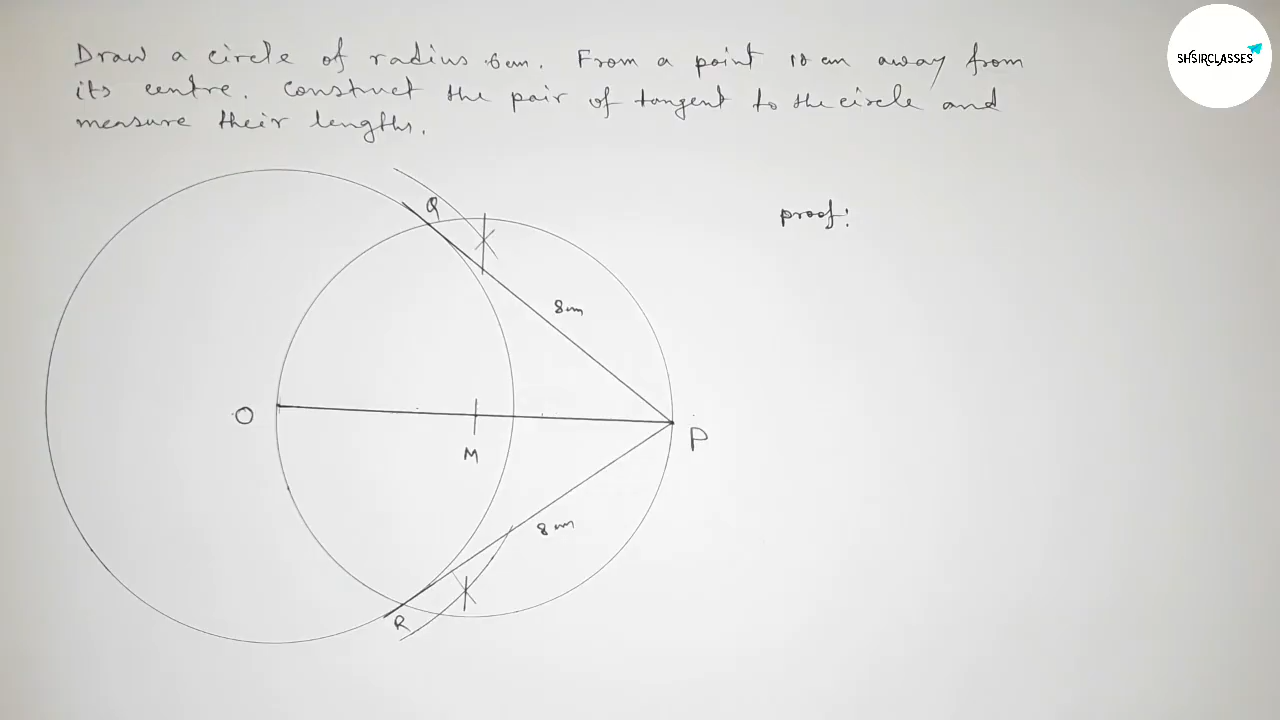 Draw a circle of radius 6cm. From a point 10 cm away from
its centre. Construct the pair of tangent to the circle and
measure their lengths.
SHSIRCLASSES
Q
proof:
8cm
O
M
P
8cm
R